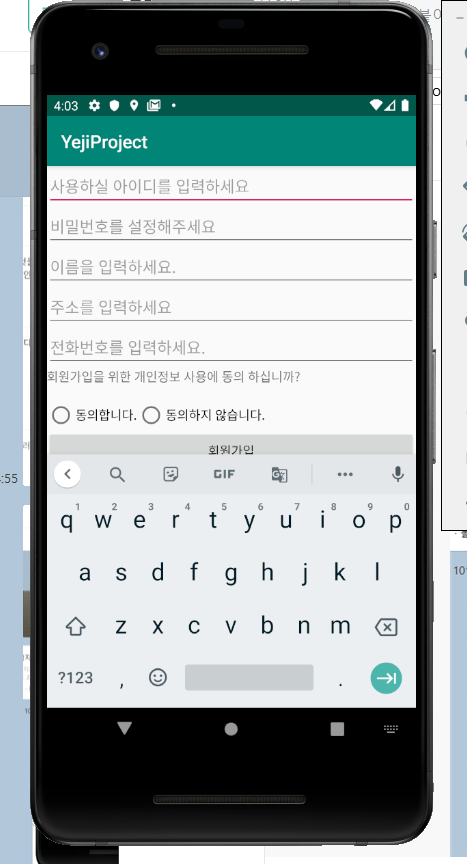 4:03
YejiProject
사용하실 아이디를 입력하세요
비밀번호를 설정해주세요
이름을 입력하세요.
주소를 입력하세요
전화번호를 입력하세요.
회원가입을 위한 개인정보 사용에 동의 하십니까?
동의합니다. 동의하지 않습니다.
회원가입
GIF
1 2 3 4 5 6 7 8 9 0
q w e r t y u i o p
a s d f g h j k l
z x c v b n m
?123 , .
:55